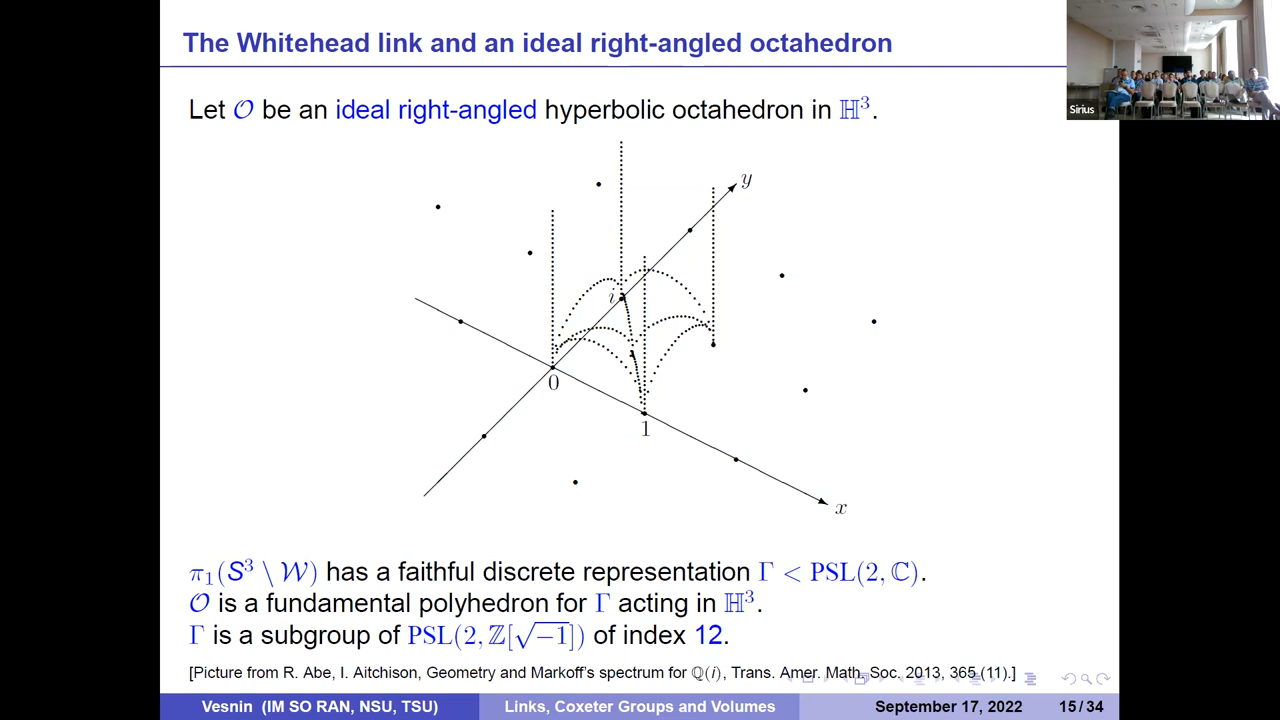 The Whitehead link and an ideal right-angled octahedron
Sirius
Let 𝒪 be an ideal right-angled hyperbolic octahedron in ℍ³.
y
i
0
1
x
π₁(S³ \ 𝒲) has a faithful discrete representation Γ < PSL(2, ℂ).
𝒪 is a fundamental polyhedron for Γ acting in ℍ³.
Γ is a subgroup of PSL(2, ℤ[√−1]) of index 12.
[Picture from R. Abe, I. Aitchison, Geometry and Markoff's spectrum for ℚ(i), Trans. Amer. Math. Soc. 2013, 365 (11).]
Vesnin (IM SO RAN, NSU, TSU) Links, Coxeter Groups and Volumes September 17, 2022 15 / 34